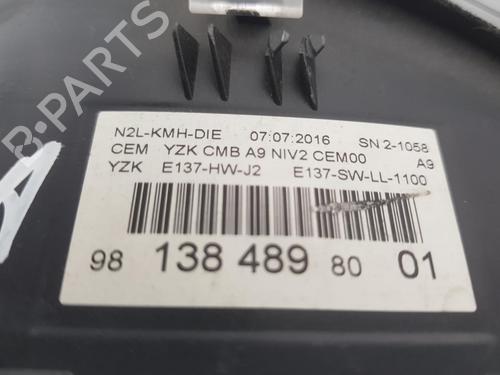 N2L-KMH-DIE 07:07:2016 SN 2-1058
CEM YZK CMB A9 NIV2 CEM00 A9
YZK E137-HW-J2 E137-SW-LL-1100
98 138 489 80 01